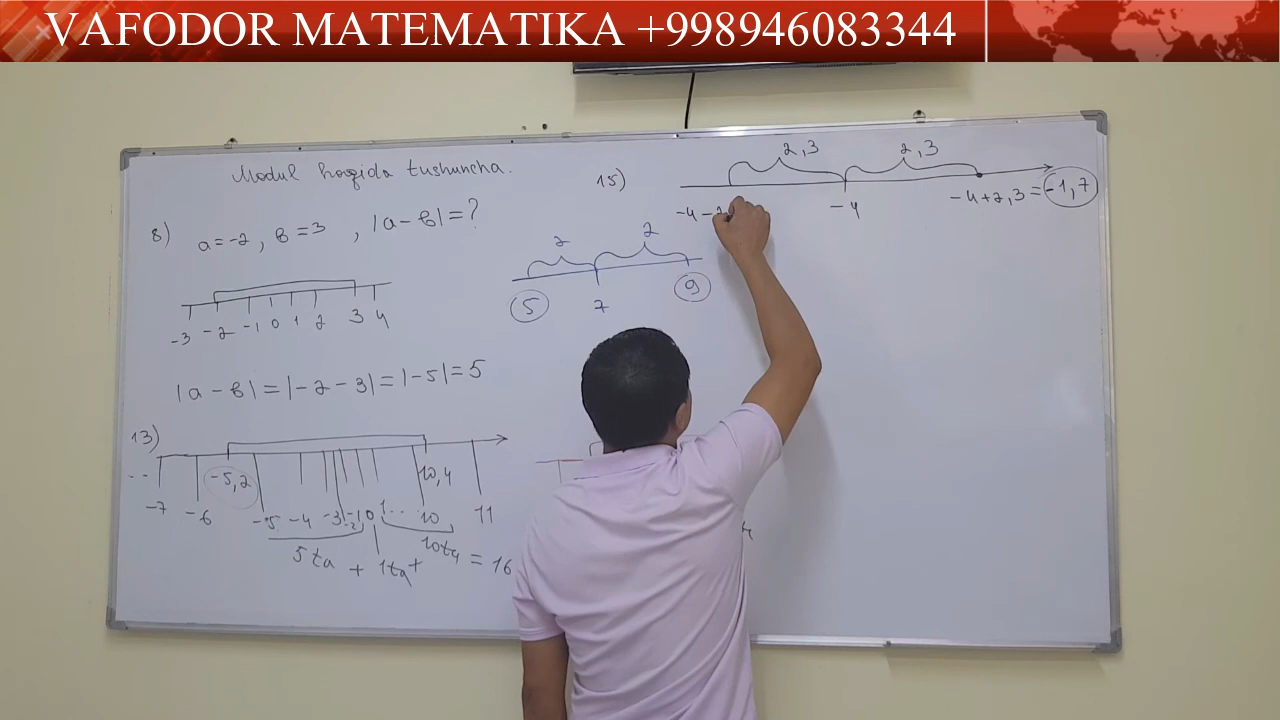 VAFODOR MATEMATIKA +998946083344
Modul haqida tushuncha.
8) a=-2, в=3, |a-в|=?
-3 -2 -1 0 1 2 3 4
|a-в|=|-2-3|=|-5|=5
13)
-5,2 10,4
-7 -6 -5 -4 -3 -2 -1 0 1... 10 11
5ta + 1ta + 10ta = 16
2 2
5 7 9
15)
2,3 2,3
-4 -4+2,3=-1,7